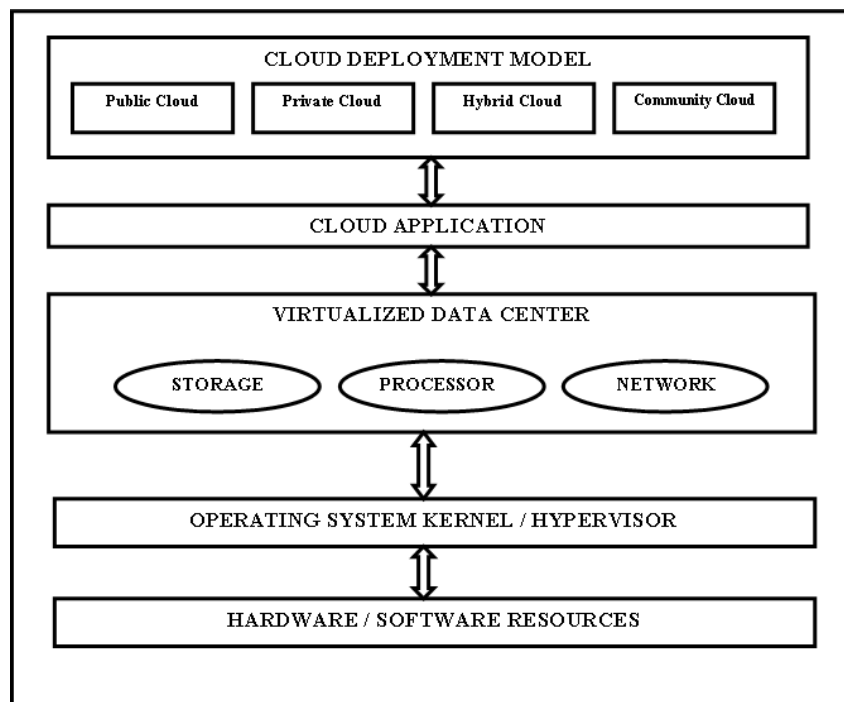 CLOUD DEPLOYMENT MODEL
Public Cloud Private Cloud Hybrid Cloud Community Cloud
CLOUD APPLICATION
VIRTUALIZED DATA CENTER
STORAGE PROCESSOR NETWORK
OPERATING SYSTEM KERNEL / HYPERVISOR
HARDWARE / SOFTWARE RESOURCES